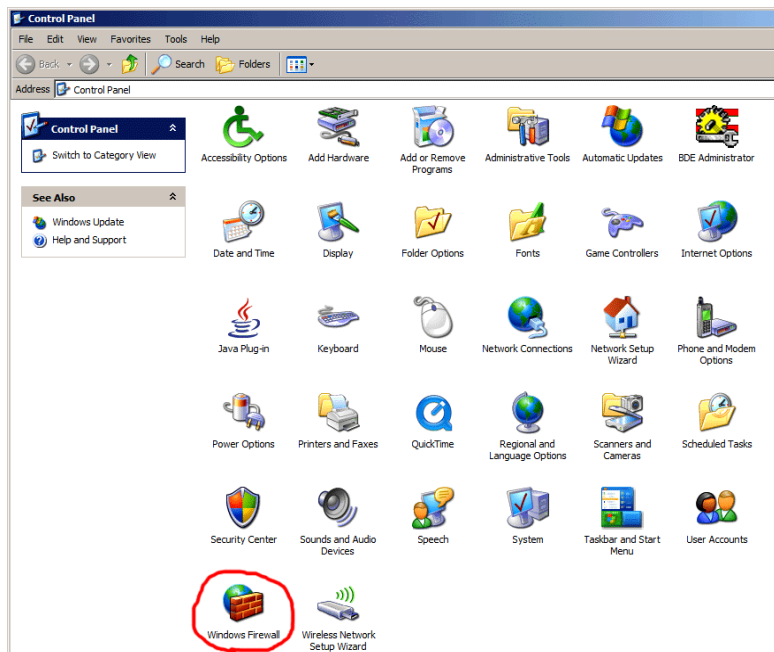 Control Panel
File Edit View Favorites Tools Help
Back Search Folders
Address Control Panel
Control Panel
Switch to Category View
See Also
Windows Update
Help and Support
Accessibility Options Add Hardware Add or Remove Programs Administrative Tools Automatic Updates BDE Administrator
Date and Time Display Folder Options Fonts Game Controllers Internet Options
Java Plug-in Keyboard Mouse Network Connections Network Setup Wizard Phone and Modem Options
Power Options Printers and Faxes QuickTime Regional and Language Options Scanners and Cameras Scheduled Tasks
Security Center Sounds and Audio Devices Speech System Taskbar and Start Menu User Accounts
Windows Firewall Wireless Network Setup Wizard